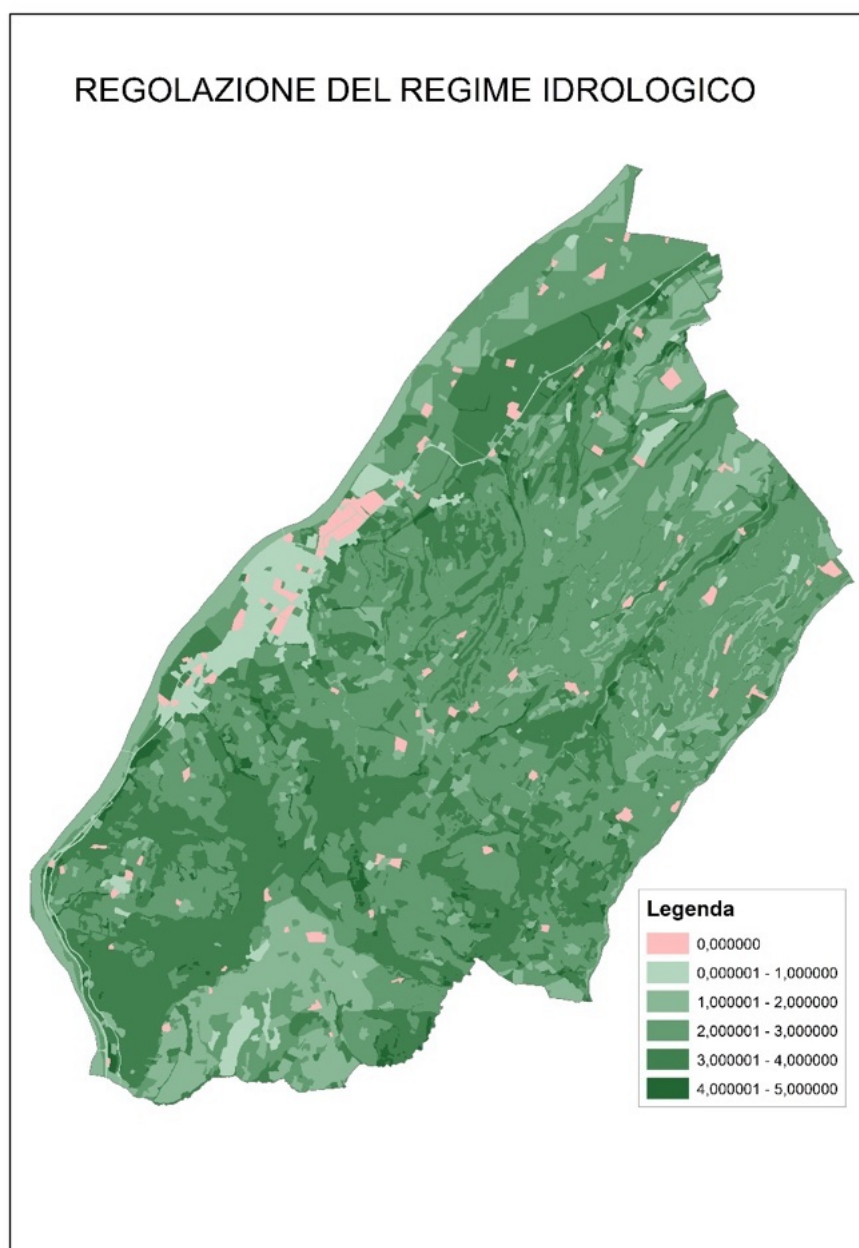 REGOLAZIONE DEL REGIME IDROLOGICO
Legenda
0,000000
0,000001 - 1,000000
1,000001 - 2,000000
2,000001 - 3,000000
3,000001 - 4,000000
4,000001 - 5,000000